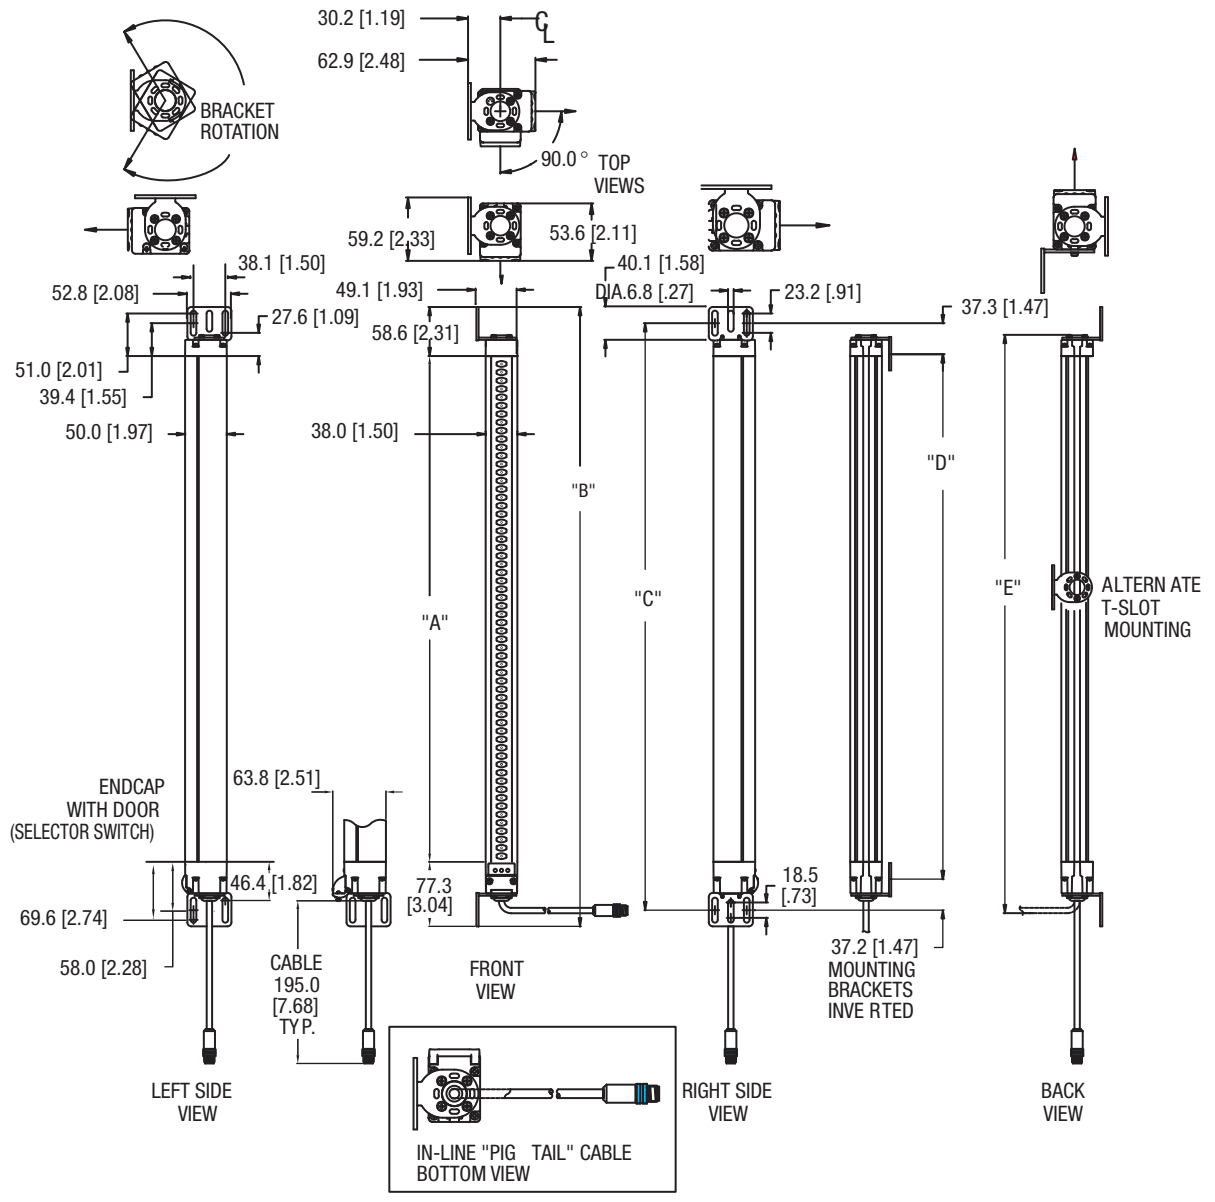 30.2 [1.19]
CL
62.9 [2.48]
BRACKET
ROTATION
90.0°
TOP
VIEWS
59.2 [2.33]
53.6 [2.11]
38.1 [1.50]
40.1 [1.58]
52.8 [2.08]
49.1 [1.93]
DIA.6.8 [.27]
23.2 [.91]
37.3 [1.47]
27.6 [1.09]
58.6 [2.31]
51.0 [2.01]
39.4 [1.55]
50.0 [1.97]
38.0 [1.50]
"D"
"B"
"E"
"C"
"A"
ALTERN ATE
T-SLOT
MOUNTING
63.8 [2.51]
ENDCAP
WITH DOOR
(SELECTOR SWITCH)
46.4 [1.82]
77.3
[3.04]
18.5
[.73]
69.6 [2.74]
58.0 [2.28]
CABLE
195.0
[7.68]
TY P.
FRONT
VIEW
37.2 [1.47]
MOUNTING
BRACKETS
INVE RTED
LEFT SIDE
VIEW
RIGHT SIDE
VIEW
BACK
VIEW
IN-LINE "PIG TAIL" CABLE
BOTTOM VIEW